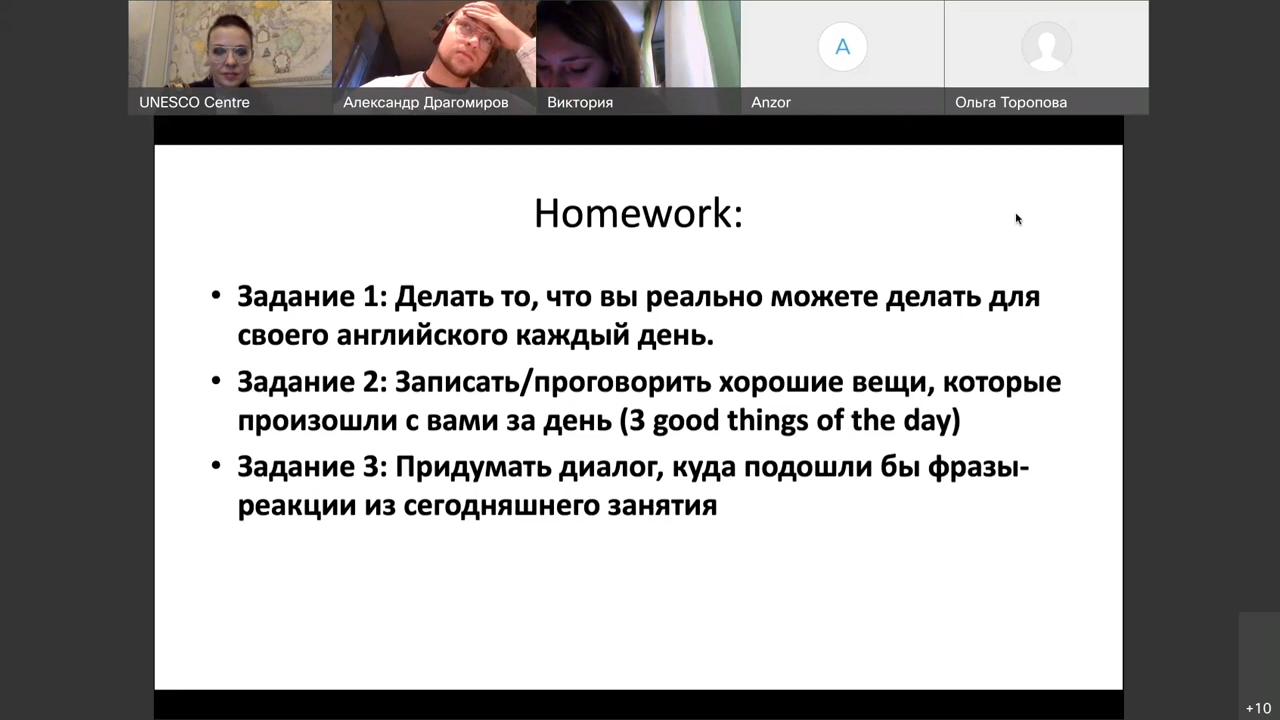 UNESCO Centre
Александр Драгомиров
Виктория
A
Anzor
Ольга Торопова
Homework:
• Задание 1: Делать то, что вы реально можете делать для
своего английского каждый день.
• Задание 2: Записать/проговорить хорошие вещи, которые
произошли с вами за день (3 good things of the day)
• Задание 3: Придумать диалог, куда подошли бы фразы-
реакции из сегодняшнего занятия
+10